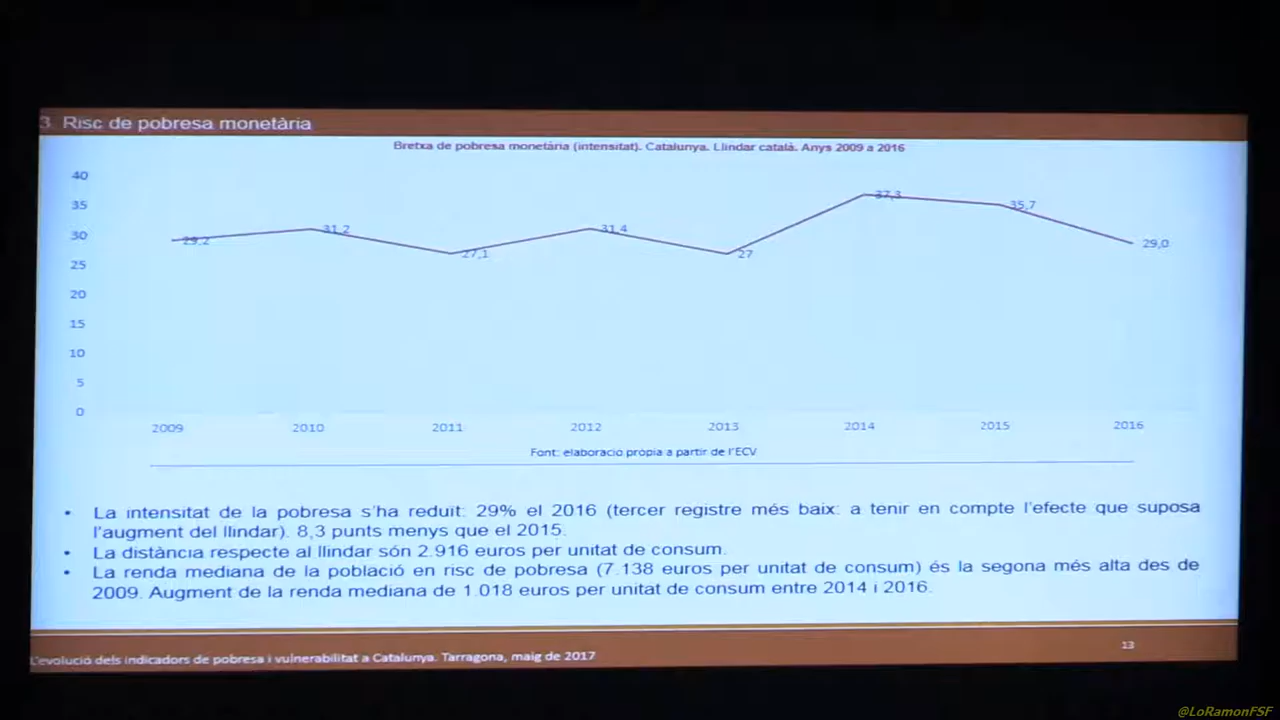 3. Risc de pobresa monetària
Bretxa de pobresa monetària (intensitat). Catalunya. Llindar català. Anys 2009 a 2016
40
35
30
25
20
15
10
5
0
29,2
31,2
27,1
31,4
27
37,3
35,7
29,0
2009 2010 2011 2012 2013 2014 2015 2016
Font: elaboració pròpia a partir de l'ECV
• La intensitat de la pobresa s'ha reduït: 29% el 2016 (tercer registre més baix: a tenir en compte l'efecte que suposa
l'augment del llindar). 8,3 punts menys que el 2015.
• La distància respecte al llindar són 2.916 euros per unitat de consum.
• La renda mediana de la població en risc de pobresa (7.138 euros per unitat de consum) és la segona més alta des de
2009. Augment de la renda mediana de 1.018 euros per unitat de consum entre 2014 i 2016.
L'evolució dels indicadors de pobresa i vulnerabilitat a Catalunya. Tarragona, maig de 2017
13
@LoRamonFSF